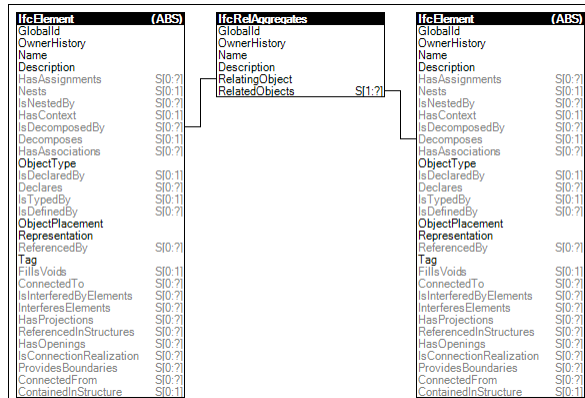 IfcElement (ABS)
GlobalId
OwnerHistory
Name
Description
HasAssignments S[0:?]
Nests S[0:1]
IsNestedBy S[0:?]
HasContext S[0:1]
IsDecomposedBy S[0:?]
Decomposes S[0:1]
HasAssociations S[0:?]
ObjectType
IsDeclaredBy S[0:1]
Declares S[0:?]
IsTypedBy S[0:1]
IsDefinedBy S[0:?]
ObjectPlacement
Representation
ReferencedBy S[0:?]
Tag
FillsVoids S[0:1]
ConnectedTo S[0:?]
IsInterferedByElements S[0:?]
InterferesElements S[0:?]
HasProjections S[0:?]
ReferencedInStructures S[0:?]
HasOpenings S[0:?]
IsConnectionRealization S[0:?]
ProvidesBoundaries S[0:?]
ConnectedFrom S[0:?]
ContainedInStructure S[0:1]
IfcRelAggregates
GlobalId
OwnerHistory
Name
Description
RelatingObject
RelatedObjects S[1:?]
IfcElement (ABS)
GlobalId
OwnerHistory
Name
Description
HasAssignments S[0:?]
Nests S[0:1]
IsNestedBy S[0:?]
HasContext S[0:1]
IsDecomposedBy S[0:?]
Decomposes S[0:1]
HasAssociations S[0:?]
ObjectType
IsDeclaredBy S[0:1]
Declares S[0:?]
IsTypedBy S[0:1]
IsDefinedBy S[0:?]
ObjectPlacement
Representation
ReferencedBy S[0:?]
Tag
FillsVoids S[0:1]
ConnectedTo S[0:?]
IsInterferedByElements S[0:?]
InterferesElements S[0:?]
HasProjections S[0:?]
ReferencedInStructures S[0:?]
HasOpenings S[0:?]
IsConnectionRealization S[0:?]
ProvidesBoundaries S[0:?]
ConnectedFrom S[0:?]
ContainedInStructure S[0:1]